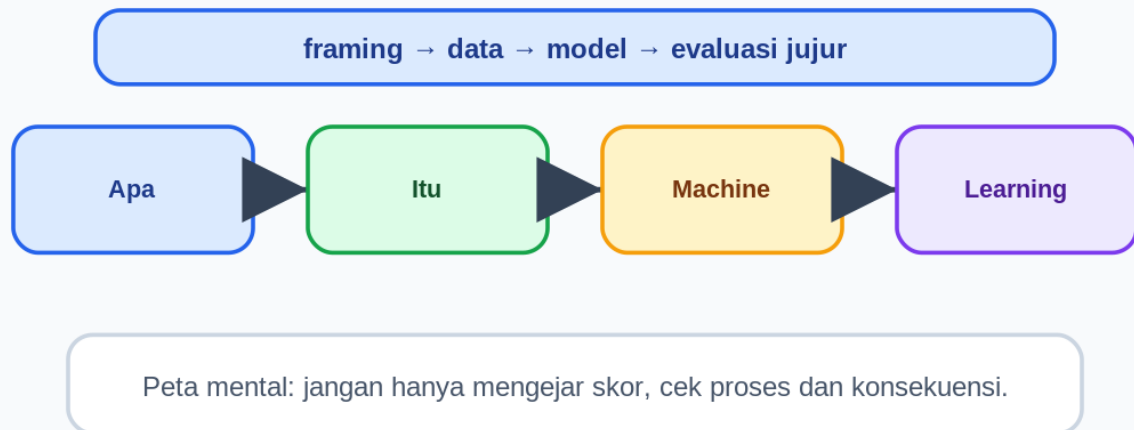 framing → data → model → evaluasi jujur
Apa
Itu
Machine
Learning
Peta mental: jangan hanya mengejar skor, cek proses dan konsekuensi.